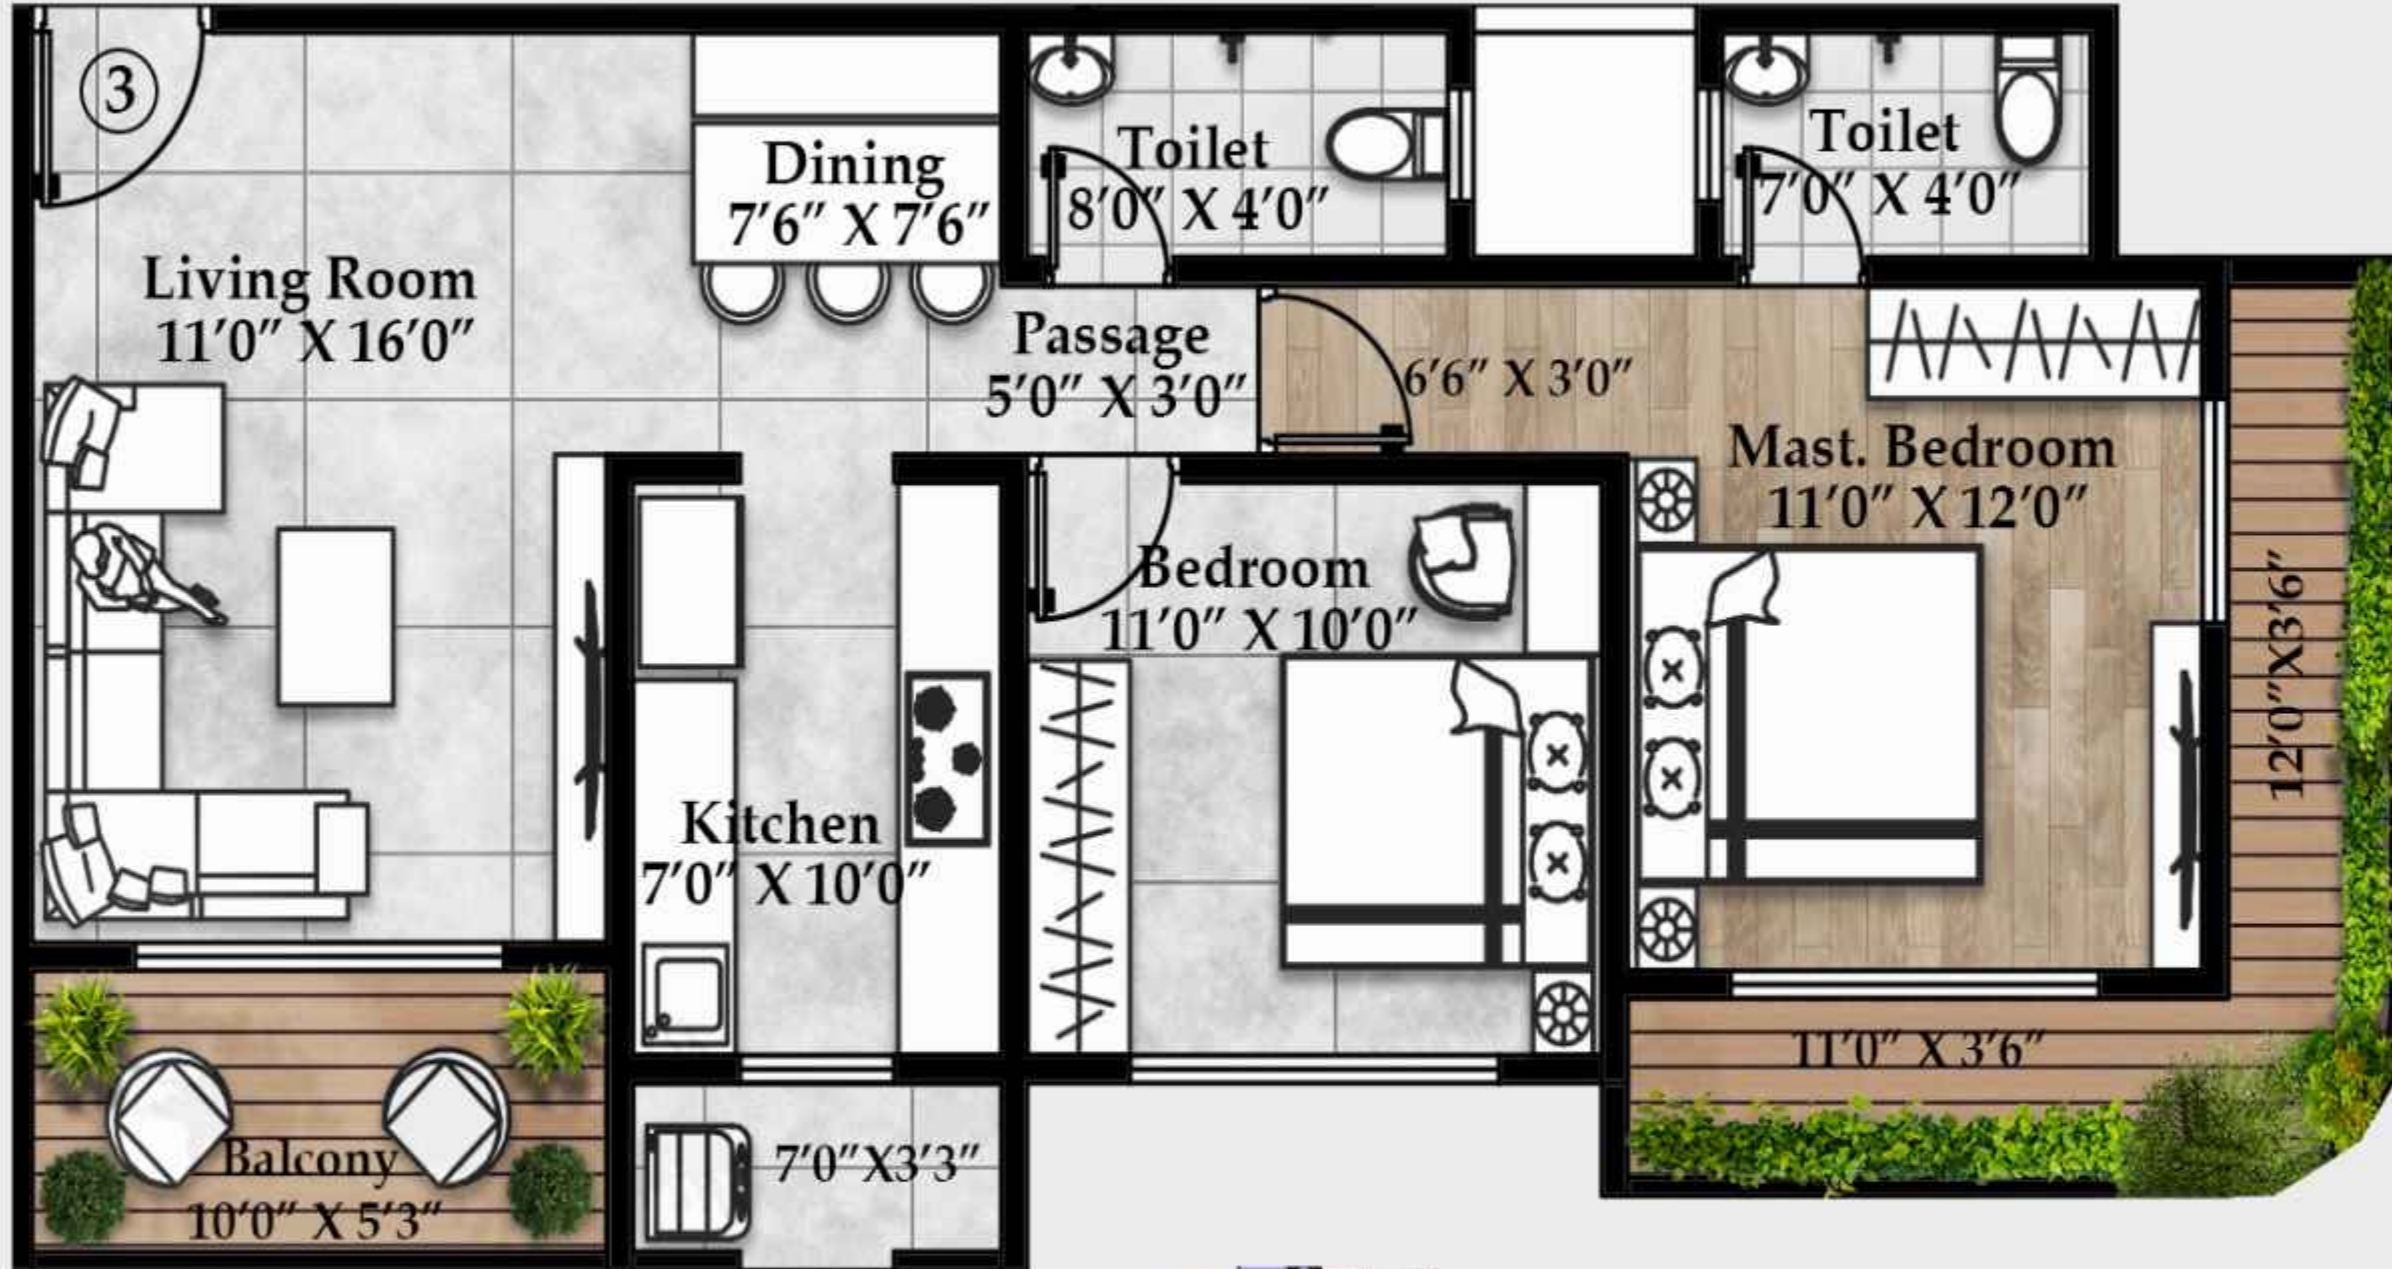 3
Dining
7'6" X 7'6"
Toilet
8'0" X 4'0"
Toilet
7'0" X 4'0"
Living Room
11'0" X 16'0"
Passage
5'0" X 3'0"
6'6" X 3'0"
Mast. Bedroom
11'0" X 12'0"
Bedroom
11'0" X 10'0"
12'0"X3'6"
Kitchen
7'0" X 10'0"
11'0" X 3'6"
Balcony
10'0" X 5'3"
7'0"X3'3"